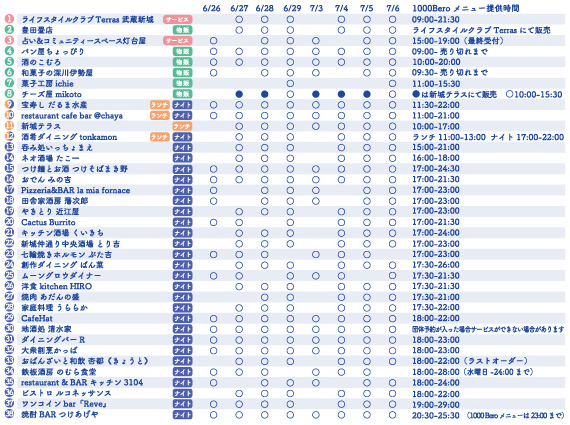 6/26 6/27 6/28 6/29 7/3 7/4 7/5 7/6 1000Bero メニュー提供時間
1 ライフスタイルクラブ Terras 武蔵新城 サービス ○ ○ ○ ○ ○ ○ 09:00-21:30
2 豊田書店 物販 ライフスタイルクラブ Terras にて販売
3 占い&コミュニティースペース灯台屋 サービス 15:00-19:00（最終受付）
4 パン屋ちょっぴり 物販 09:00- 売り切れまで
5 酒のこむろ 物販 10:00-20:00
6 和菓子の深川伊勢屋 物販 09:30- 売り切れまで
7 菓子工房 ichie 物販 11:00-15:30
8 チーズ屋 mikoto 物販 ● ● ● ● ● ○ ●は新城テラスにて販売 ○10:00-15:30
9 宝寿し だるま水産 ランチ ナイト 11:30-22:00
10 restaurant cafe bar @chaya ランチ ナイト 11:00-21:00
11 新城テラス ランチ 10:00-17:00
12 酒肴ダイニング tonkamon ランチ ナイト ランチ 11:00-13:00 ナイト 17:00-22:00
13 呑み処いっちょまえ ナイト 15:00-21:00
14 ネオ酒場 たこ一 ナイト 16:00-18:00
15 つけ麺とお酒 つけそばまき野 ナイト 17:00-24:30
16 おでん みの吉 ナイト 17:00-21:30
17 Pizzeria&BAR la mia fornace ナイト 17:00-23:00
18 田舎家酒房 藩次郎 ナイト 17:00-23:00
19 やきとり 近江屋 ナイト 17:00-21:00
20 Cactus Burrito ナイト 17:00-24:00
21 キッチン酒場 くいきち ナイト 17:00-24:00
22 新城仲通り中央酒場 とり吉 ナイト 17:00-23:00
23 七輪焼きホルモン ぶた吉 ナイト 17:00-23:00
24 創作ダイニング ばん菜 ナイト 17:30-26:00
25 ムーングロウダイナー ナイト 17:30-21:30
26 洋食 kitchen HIRO ナイト 17:30-21:30
27 焼肉 あだんの盛 ナイト 17:30-21:00
28 家庭料理 うららか ナイト 17:30-22:00
29 CafeHat ナイト 18:00-22:00
30 地酒処 清水家 ナイト 団体予約が入った場合サービスができない場合があります
31 ダイニングバー R ナイト 18:00-23:00
32 大衆割烹かっぱ ナイト 18:00-23:00
33 おばんざいと和飲 杏都《きょうと》 ナイト 18:00-22:00（ラストオーダー）
34 鉄板酒房 のむら食堂 ナイト 18:00-28:00（水曜日 -24:00 まで）
35 restaurant & BAR キッチン 3104 ナイト 18:00-24:00
36 ビストロ ルコネッサンス ナイト 18:00-22:00
37 ワンコイン bar「Reve」 ナイト 19:00-29:00
38 焼酎 BAR つけあげや ナイト 20:30-25:30 （1000Bero メニューは 23:00 まで）